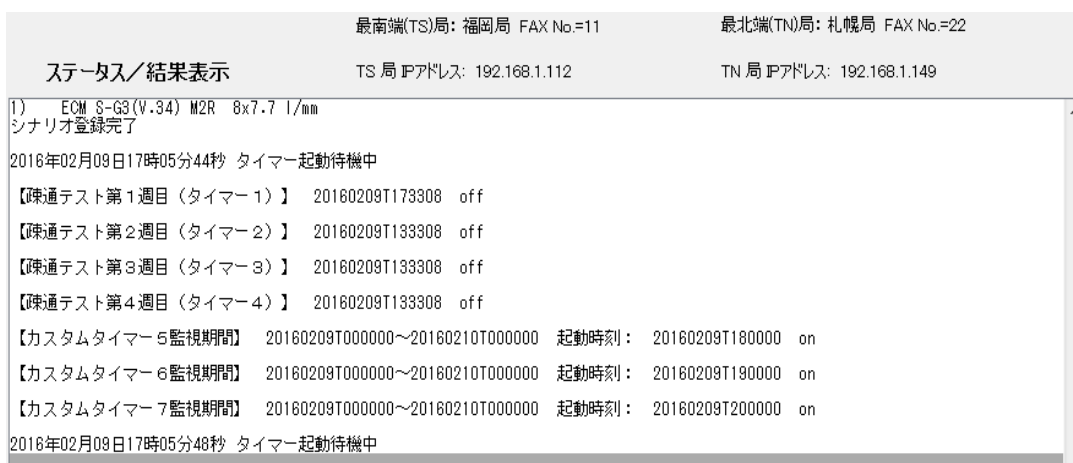 最南端(TS)局: 福岡局 FAX No.=11
最北端(TN)局: 札幌局 FAX No.=22
ステータス／結果表示
TS 局 IPアドレス: 192.168.1.112
TN 局 IPアドレス: 192.168.1.149
1) ECM S-G3(V.34) M2R 8x7.7 l/mm
シナリオ登録完了
2016年02月09日17時05分44秒 タイマー起動待機中
【疎通テスト第１週目（タイマー１）】 20160209T173308 off
【疎通テスト第２週目（タイマー２）】 20160209T133308 off
【疎通テスト第３週目（タイマー３）】 20160209T133308 off
【疎通テスト第４週目（タイマー４）】 20160209T133308 off
【カスタムタイマー５監視期間】 20160209T000000～20160210T000000 起動時刻： 20160209T180000 on
【カスタムタイマー６監視期間】 20160209T000000～20160210T000000 起動時刻： 20160209T190000 on
【カスタムタイマー７監視期間】 20160209T000000～20160210T000000 起動時刻： 20160209T200000 on
2016年02月09日17時05分48秒 タイマー起動待機中